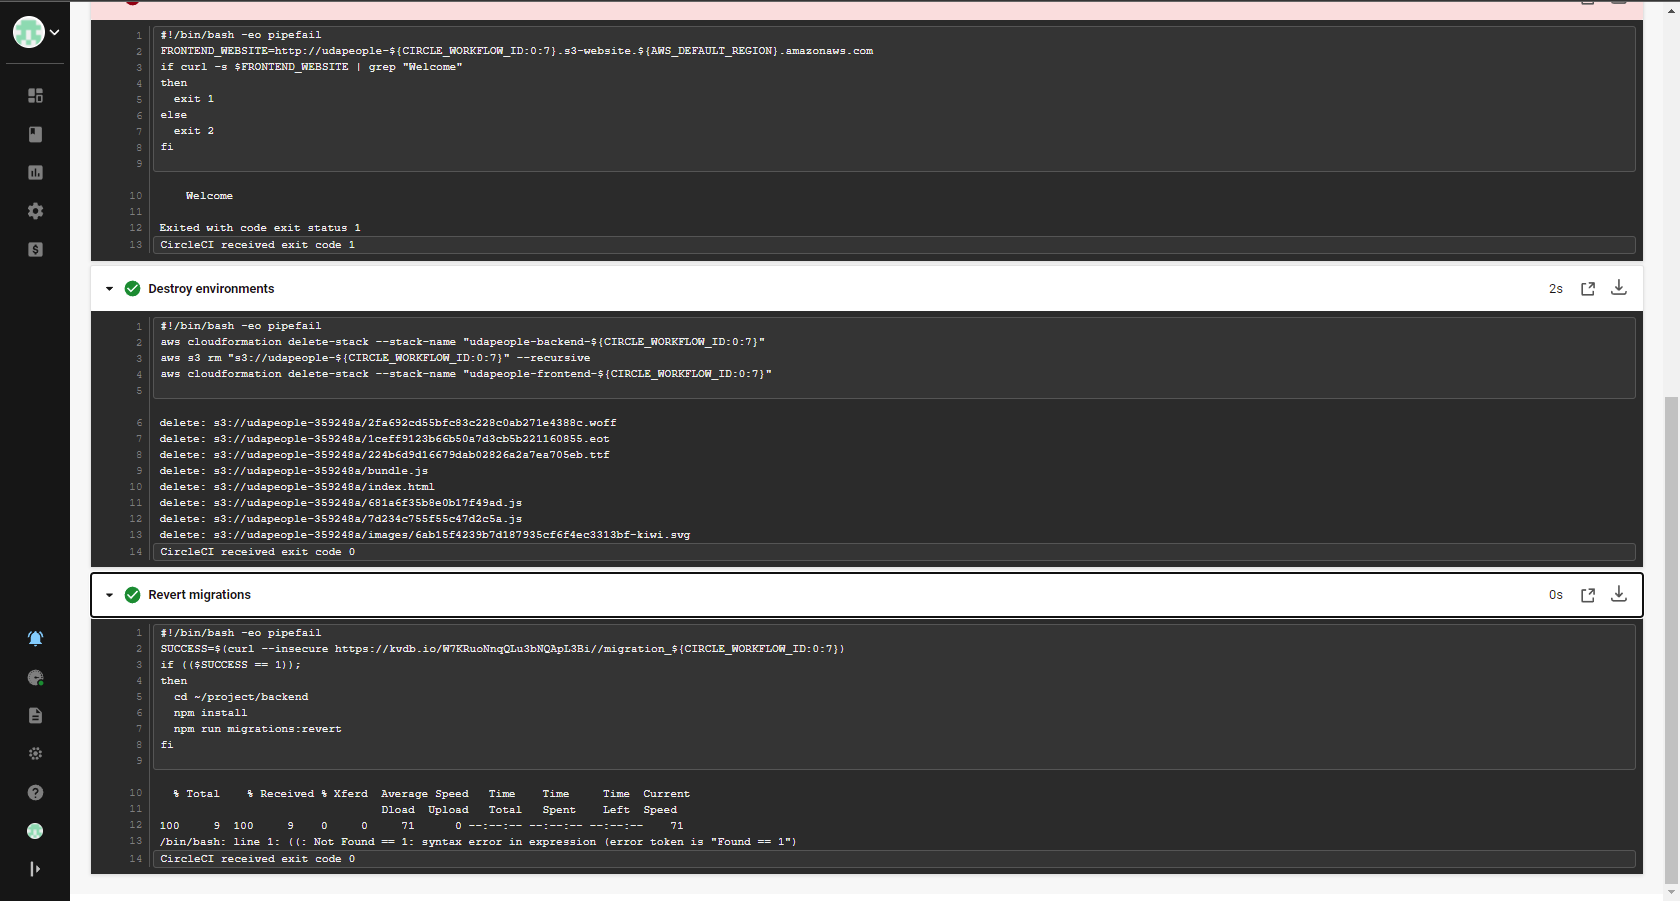 1 #!/bin/bash -eo pipefail
2 FRONTEND_WEBSITE=http://udapeople-${CIRCLE_WORKFLOW_ID:0:7}.s3-website.${AWS_DEFAULT_REGION}.amazonaws.com
3 if curl -s $FRONTEND_WEBSITE | grep "Welcome"
4 then
5 exit 1
6 else
7 exit 2
8 fi
9
10 Welcome
11
12 Exited with code exit status 1
13 CircleCI received exit code 1
Destroy environments 2s
1 #!/bin/bash -eo pipefail
2 aws cloudformation delete-stack --stack-name "udapeople-backend-${CIRCLE_WORKFLOW_ID:0:7}"
3 aws s3 rm "s3://udapeople-${CIRCLE_WORKFLOW_ID:0:7}" --recursive
4 aws cloudformation delete-stack --stack-name "udapeople-frontend-${CIRCLE_WORKFLOW_ID:0:7}"
5
6 delete: s3://udapeople-359248a/2fa692cd55bfc83c228c0ab271e4388c.woff
7 delete: s3://udapeople-359248a/1ceff9123b66b50a7d3cb5b221160855.eot
8 delete: s3://udapeople-359248a/224b6d9d16679dab02826a2a7ea705eb.ttf
9 delete: s3://udapeople-359248a/bundle.js
10 delete: s3://udapeople-359248a/index.html
11 delete: s3://udapeople-359248a/681a6f35b8e0b17f49ad.js
12 delete: s3://udapeople-359248a/7d234c755f55c47d2c5a.js
13 delete: s3://udapeople-359248a/images/6ab15f4239b7d187935cf6f4ec3313bf-kiwi.svg
14 CircleCI received exit code 0
Revert migrations 0s
1 #!/bin/bash -eo pipefail
2 SUCCESS=$(curl --insecure https://kvdb.io/W7KRuoNnqQLu3bNQApL3Bi//migration_${CIRCLE_WORKFLOW_ID:0:7})
3 if (($SUCCESS == 1));
4 then
5 cd ~/project/backend
6 npm install
7 npm run migrations:revert
8 fi
9
10 % Total % Received % Xferd Average Speed Time Time Time Current
11 Dload Upload Total Spent Left Speed
12 100 9 100 9 0 0 71 0 --:--:-- --:--:-- --:--:-- 71
13 /bin/bash: line 1: ((: Not Found == 1: syntax error in expression (error token is "Found == 1")
14 CircleCI received exit code 0